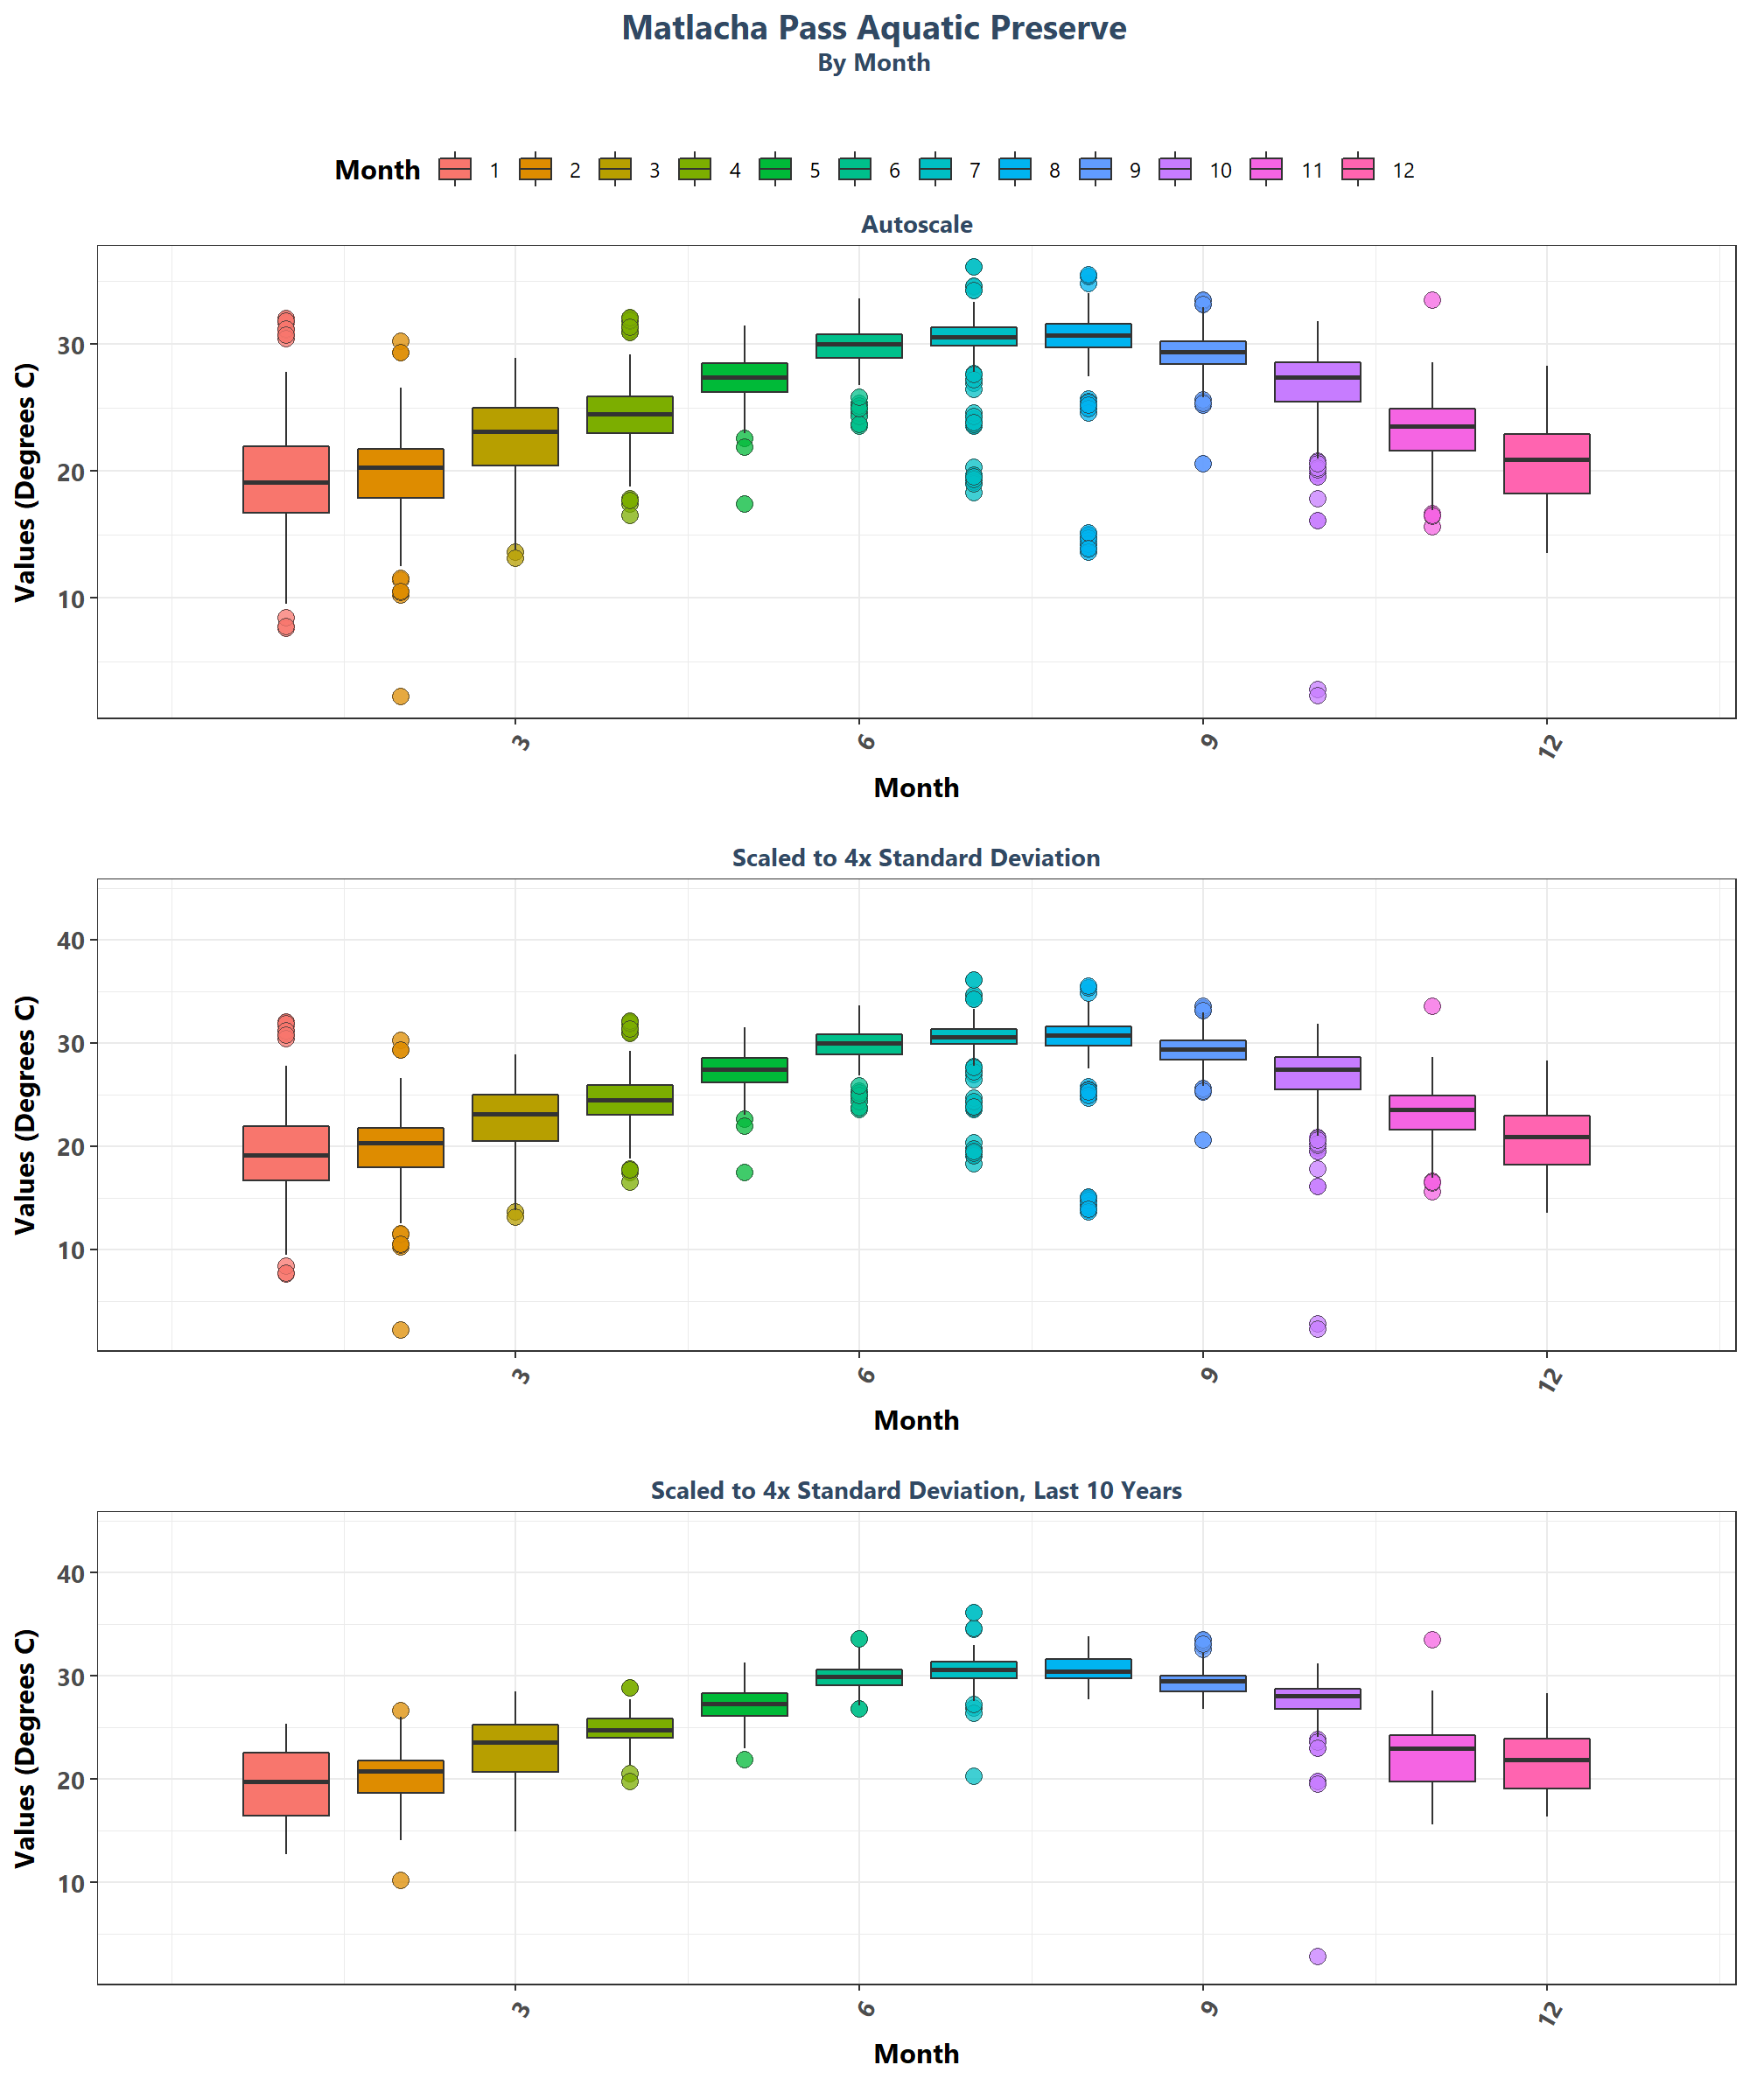 Matlacha Pass Aquatic Preserve
By Month
Month 1 2 3 4 5 6 7 8 9 10 11 12
Autoscale
Values (Degrees C)
30
20
10
3 6 9 12
Month
Scaled to 4x Standard Deviation
Values (Degrees C)
40
30
20
10
3 6 9 12
Month
Scaled to 4x Standard Deviation, Last 10 Years
Values (Degrees C)
40
30
20
10
3 6 9 12
Month